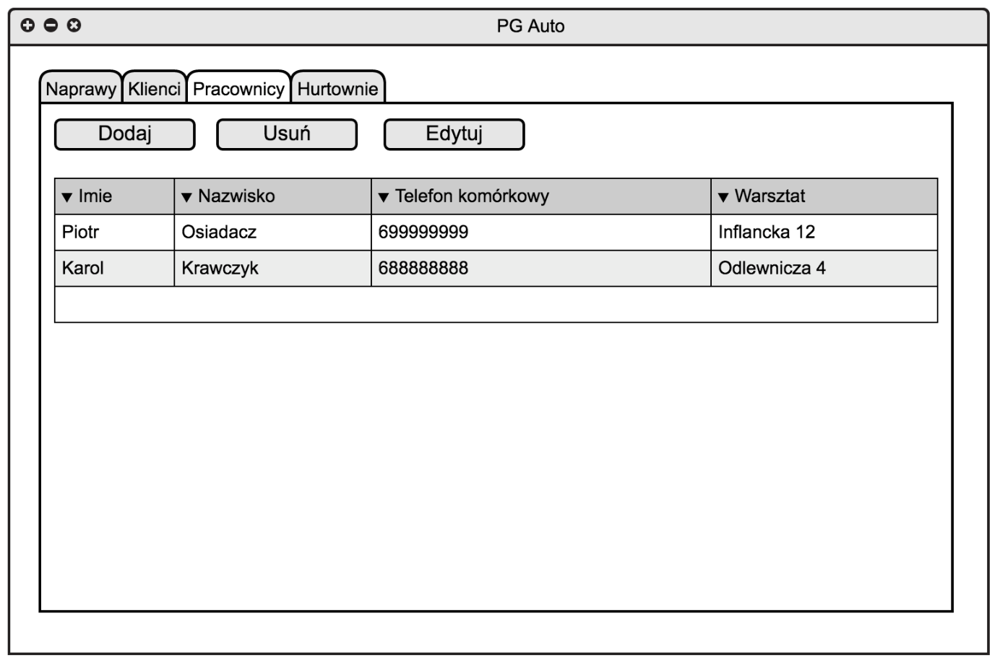 PG Auto
Naprawy Klienci Pracownicy Hurtownie
Dodaj Usuń Edytuj
Imie Nazwisko Telefon komórkowy Warsztat
Piotr Osiadacz 699999999 Inflancka 12
Karol Krawczyk 688888888 Odlewnicza 4